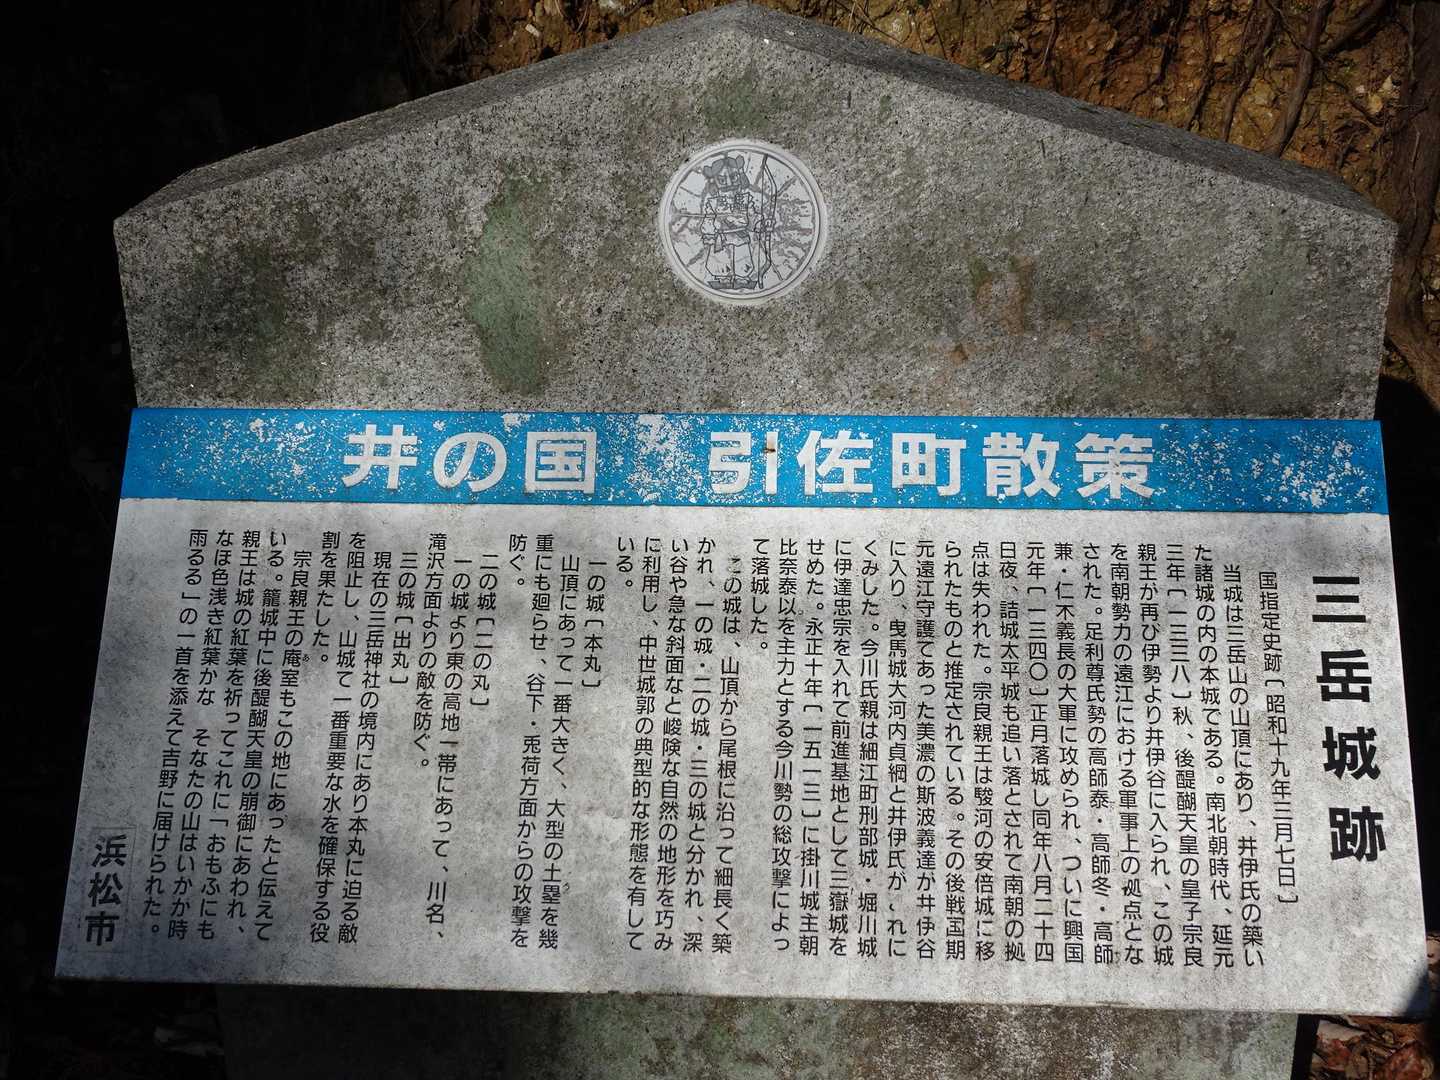 井の国　引佐町散策
三岳城跡
国指定史跡〔昭和十九年三月七日〕
当城は三岳山の山頂にあり、井伊氏の築い
た諸城の内の本城である。南北朝時代、延元
三年〔一三三八〕秋、後醍醐天皇の皇子宗良
親王が再び伊勢より井伊谷に入られ、この城
を南朝勢力の遠江における軍事上の拠点とな
された。足利尊氏勢の高師泰・高師冬・高師
兼・仁木義長の大軍に攻められ、ついに興国
元年〔一三四〇〕正月落城し同年八月二十四
日夜、詰城太平城も追い落とされて南朝の拠
点は失われた。宗良親王は駿河の安倍城に移
られたものと推定されている。その後戦国期
元遠江守護であった美濃の斯波義達が井伊谷
に入り、曳馬城大河内貞綱と井伊氏がこれに
くみした。今川氏親は細江町刑部城・堀川城
に伊達忠宗を入れて前進基地として三嶽城を
せめた。永正十年〔一五一三〕に掛川城主朝
比奈泰以を主力とする今川勢の総攻撃によっ
て落城した。
この城は、山頂から尾根に沿って細長く築
かれ、一の城・二の城・三の城と分かれ、深
い谷や急な斜面など峻険な自然の地形を巧み
に利用し、中世城郭の典型的な形態を有して
いる。
一の城〔本丸〕
山頂にあって一番大きく、大型の土塁を幾
重にも廻らせ、谷下・兎荷方面からの攻撃を
防ぐ。
二の城〔二の丸〕
一の城より東の高地一帯にあって、川名、
滝沢方面よりの敵を防ぐ。
三の城〔出丸〕
現在の三岳神社の境内にあり本丸に迫る敵
を阻止し、山城で一番重要な水を確保する役
割を果たした。
宗良親王の庵室もこの地にあったと伝えて
いる。籠城中に後醍醐天皇の崩御にあわれ、
親王は城の紅葉を祈ってこれに「おもふにも
なほ色浅き紅葉かな　そなたの山はいかか時
雨るる」の一首を添えて吉野に届けられた。
浜松市